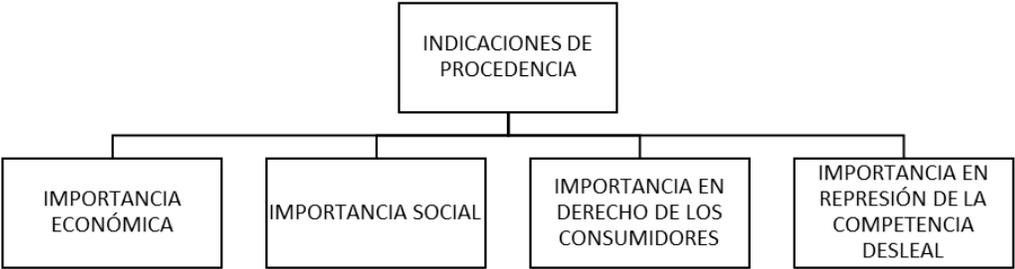 INDICACIONES DE
PROCEDENCIA
IMPORTANCIA
ECONÓMICA
IMPORTANCIA SOCIAL
IMPORTANCIA EN
DERECHO DE LOS
CONSUMIDORES
IMPORTANCIA EN
REPRESIÓN DE LA
COMPETENCIA
DESLEAL